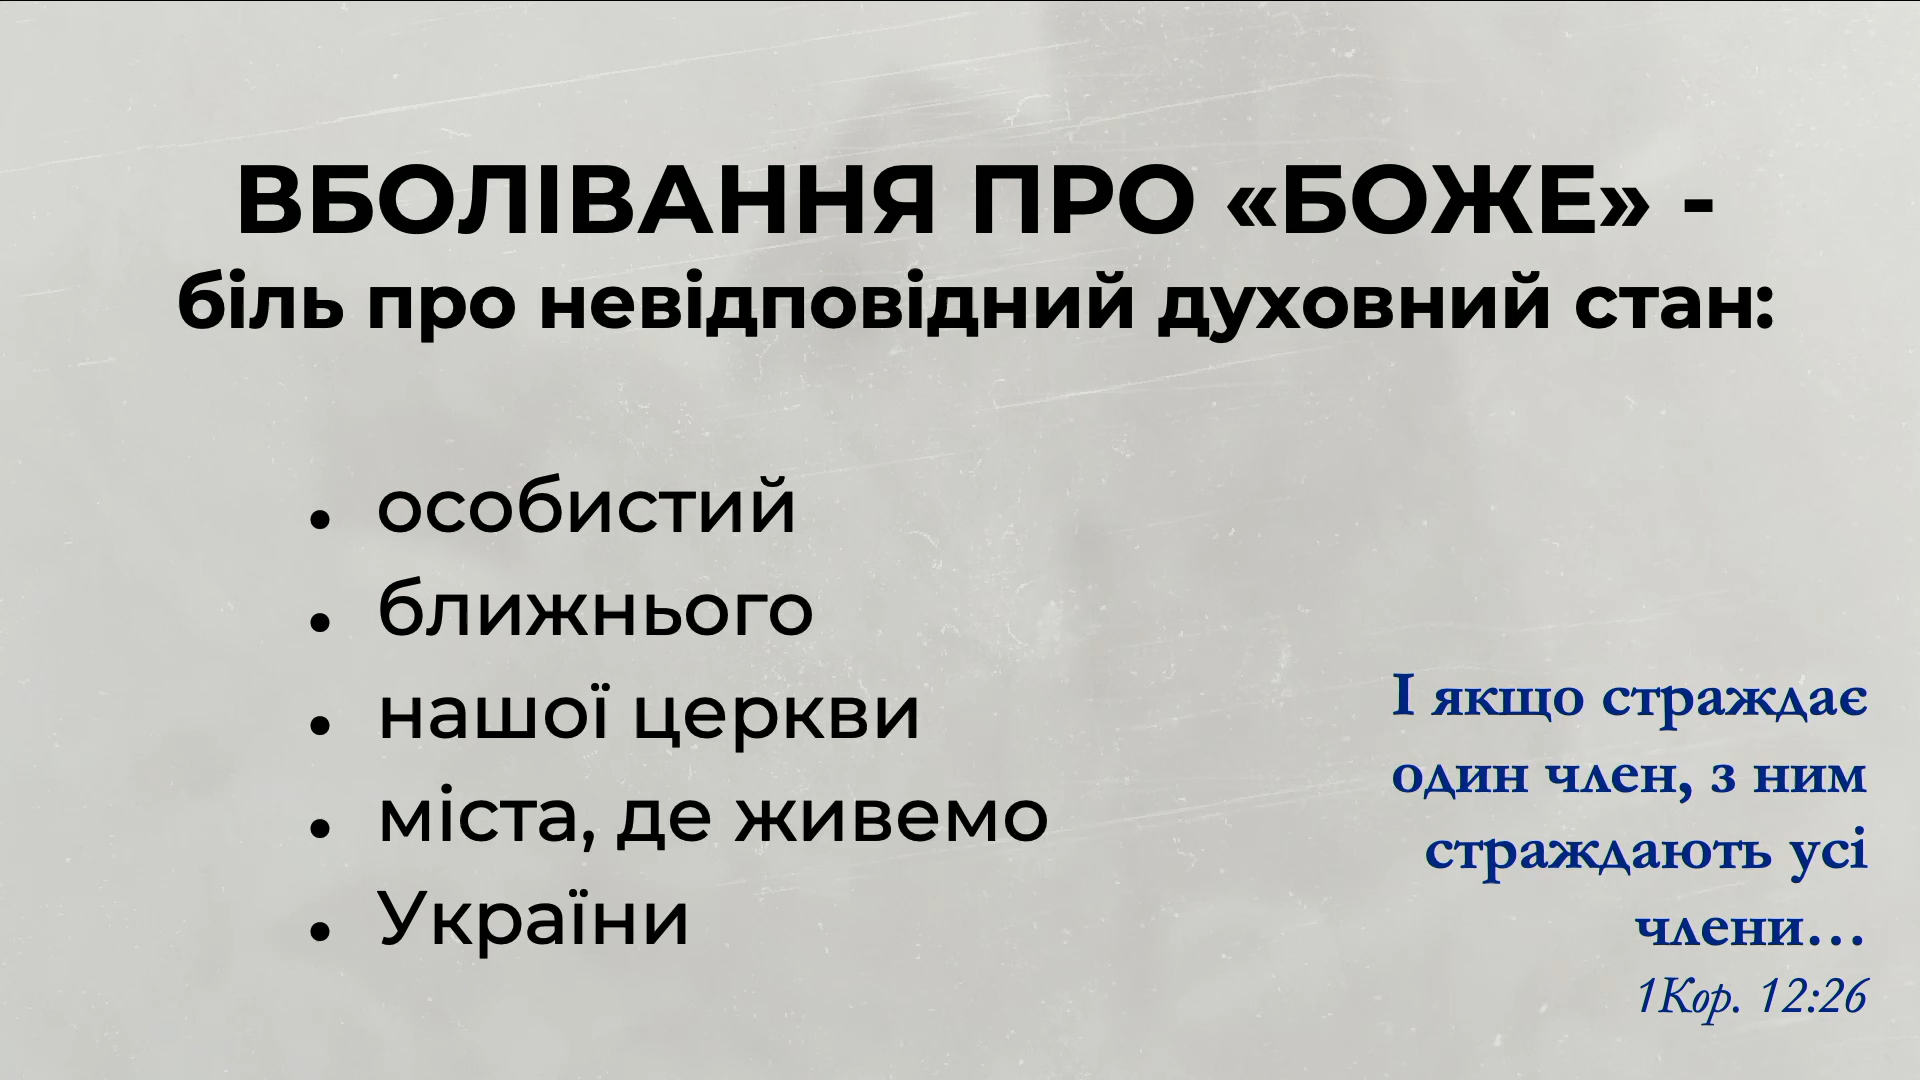 ВБОЛІВАННЯ ПРО «БОЖЕ» -
біль про невідповідний духовний стан:
• особистий
• ближнього
• нашої церкви
• міста, де живемо
• України
І якщо страждає
один член, з ним
страждають усі
члени…
1Кор. 12:26